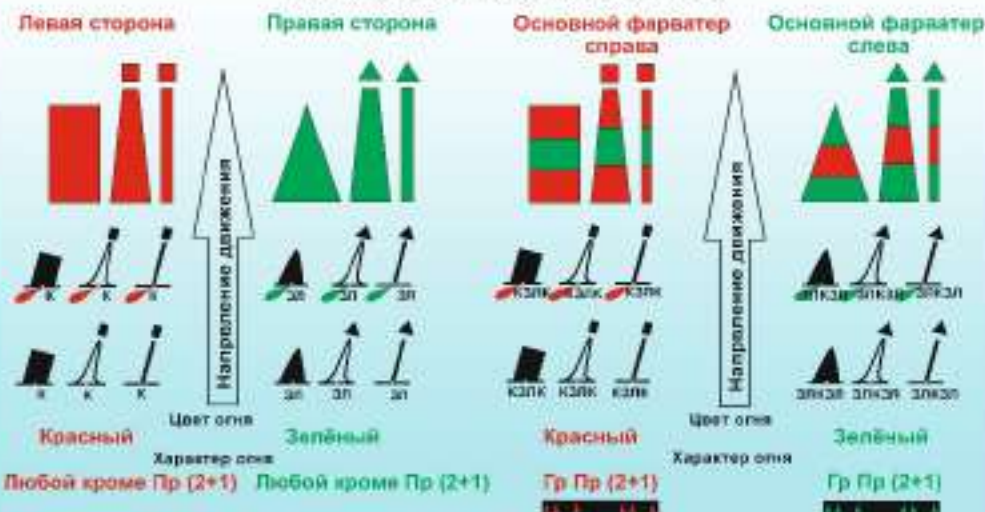 Левая сторона
Правая сторона
Основной фарватер
справа
Основной фарватер
слева
Направление движения
Направление движения
К К К
ЗЛ ЗЛ ЗЛ
КЗЛК КЗЛК КЗЛК
ЗЛКЗЛ ЗЛКЗЛ ЗЛКЗЛ
К К К
ЗЛ ЗЛ ЗЛ
КЗЛК КЗЛК КЗЛК
ЗЛКЗЛ ЗЛКЗЛ ЗЛКЗЛ
Цвет огня
Цвет огня
Красный
Зелёный
Красный
Зелёный
Характер огня
Характер огня
Любой кроме Пр (2+1)
Любой кроме Пр (2+1)
Гр Пр (2+1)
Гр Пр (2+1)